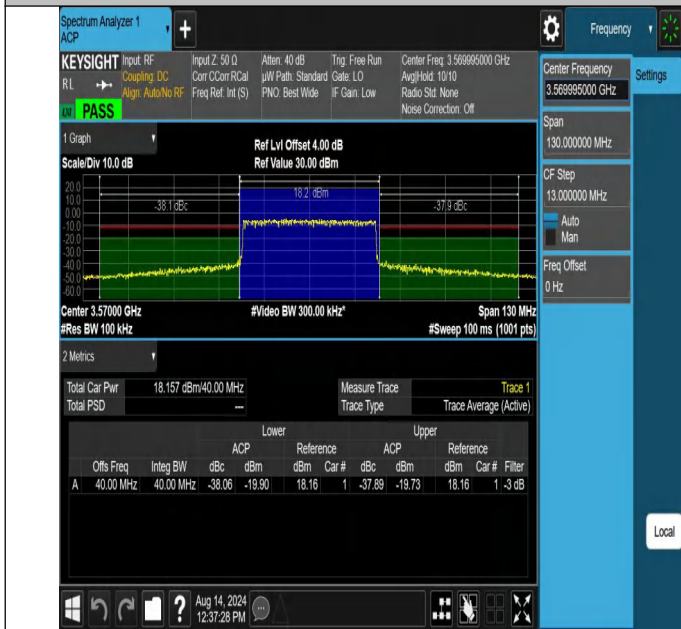 Spectrum Analyzer 1
ACP
Frequency
KEYSIGHT
RL
Input: RF
Coupling: DC
Align: Auto/No RF
Input Z: 50 Ω
Corr CCorr RCal
Freq Ref: Int (S)
Atten: 40 dB
µW Path: Standard
PNO: Best Wide
Trig: Free Run
Gate: LO
IF Gain: Low
Center Freq: 3.569995000 GHz
Avg|Hold: 10/10
Radio Std: None
Noise Correction: Off
PASS
Center Frequency
3.569995000 GHz
Settings
Span
130.000000 MHz
CF Step
13.000000 MHz
Auto
Man
Freq Offset
0 Hz
1 Graph
Scale/Div 10.0 dB
Ref Lvl Offset 4.00 dB
Ref Value 30.00 dBm
20.0
10.0
0.00
-10.0
-20.0
-30.0
-40.0
-50.0
-60.0
-38.1 dBc
18.2 dBm
-37.9 dBc
Center 3.57000 GHz
#Video BW 300.00 kHz*
Span 130 MHz
#Res BW 100 kHz
#Sweep 100 ms (1001 pts)
2 Metrics
Total Car Pwr 18.157 dBm/40.00 MHz
Total PSD ---
Measure Trace Trace 1
Trace Type Trace Average (Active)
Lower Upper
ACP Reference ACP Reference
Offs Freq Integ BW dBc dBm dBm Car # dBc dBm dBm Car # Filter
A 40.00 MHz 40.00 MHz -38.06 -19.90 18.16 1 -37.89 -19.73 18.16 1 -3 dB
Local
?
Aug 14, 2024
12:37:28 PM